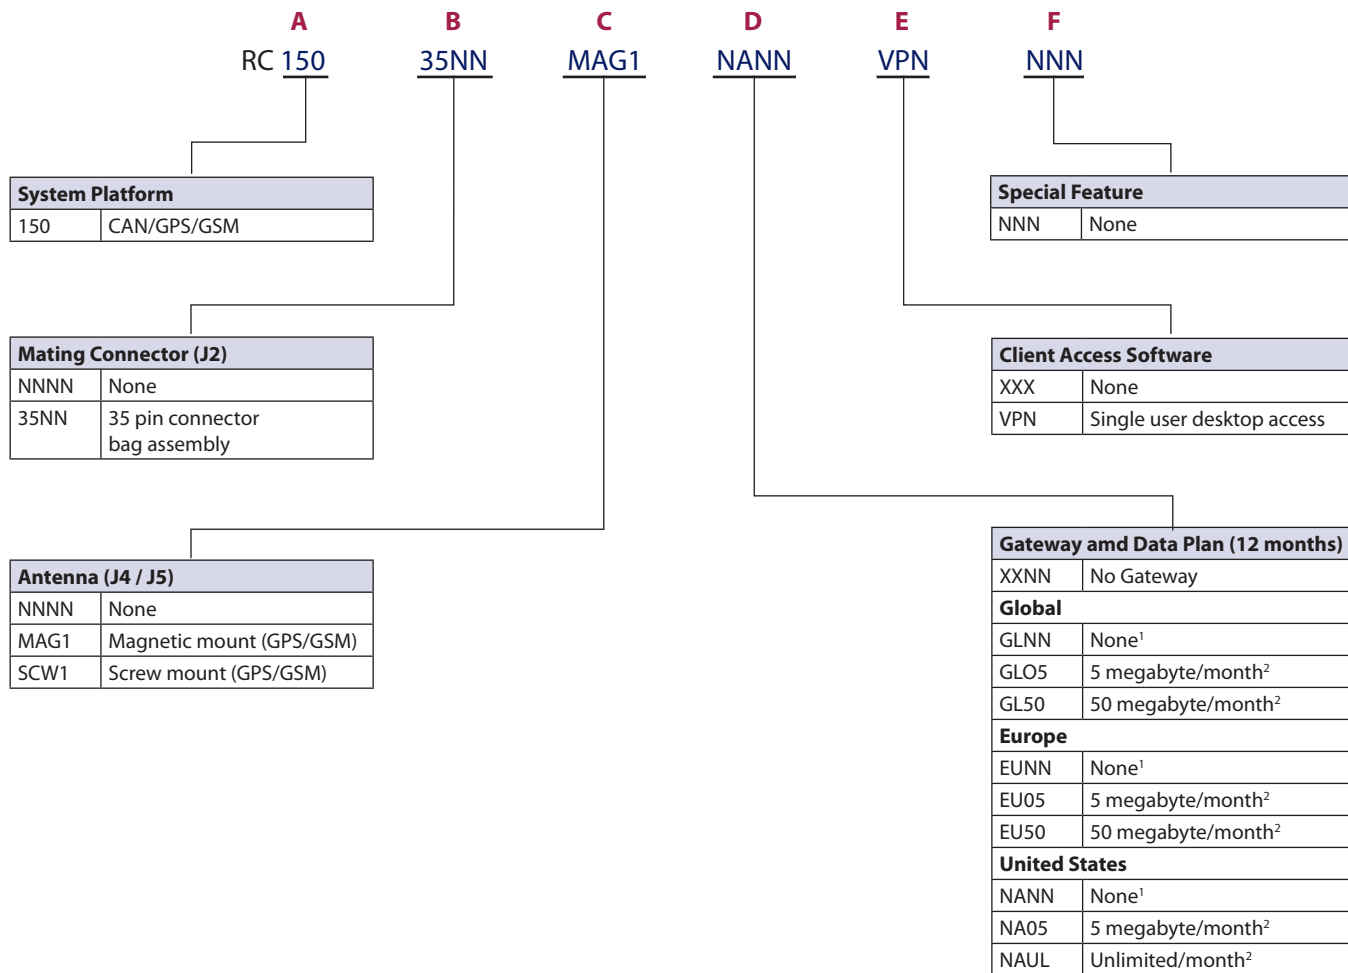 A B C D E F
RC 150 35NN MAG1 NANN VPN NNN
System Platform
150 CAN/GPS/GSM
Special Feature
NNN None
Mating Connector (J2)
NNNN None
35NN 35 pin connector
bag assembly
Client Access Software
XXX None
VPN Single user desktop access
Antenna (J4 / J5)
NNNN None
MAG1 Magnetic mount (GPS/GSM)
SCW1 Screw mount (GPS/GSM)
Gateway amd Data Plan (12 months)
XXNN No Gateway
Global
GLNN None¹
GLO5 5 megabyte/month²
GL50 50 megabyte/month²
Europe
EUNN None¹
EU05 5 megabyte/month²
EU50 50 megabyte/month²
United States
NANN None¹
NA05 5 megabyte/month²
NAUL Unlimited/month²